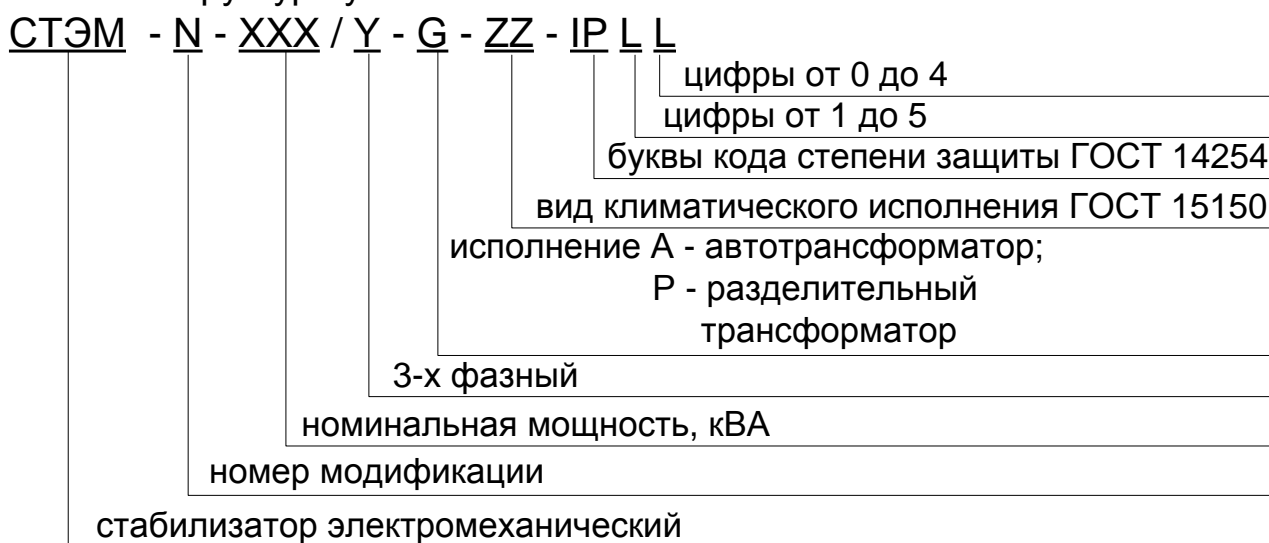 СТЭМ - N - XXX / Y - G - ZZ - IP L L
цифры от 0 до 4
цифры от 1 до 5
буквы кода степени защиты ГОСТ 14254
вид климатического исполнения ГОСТ 15150
исполнение А - автотрансформатор;
Р - разделительный
трансформатор
3-х фазный
номинальная мощность, кВА
номер модификации
стабилизатор электромеханический